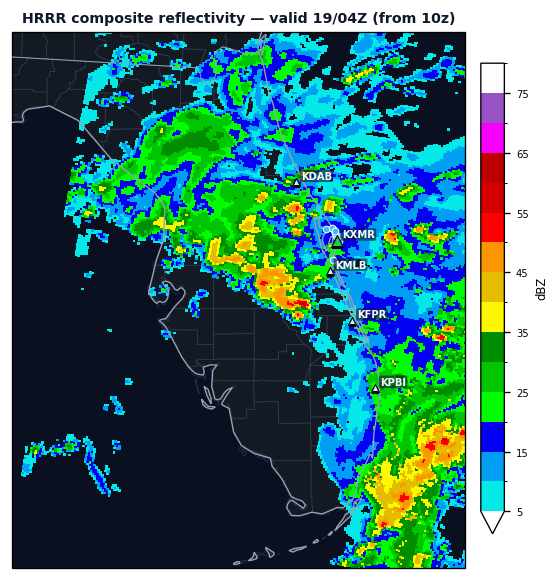 HRRR composite reflectivity — valid 19/04Z (from 10z)
KDAB
KXMR
KMLB
KFPR
KPBI
75
65
55
45
35
25
15
5
dBZ